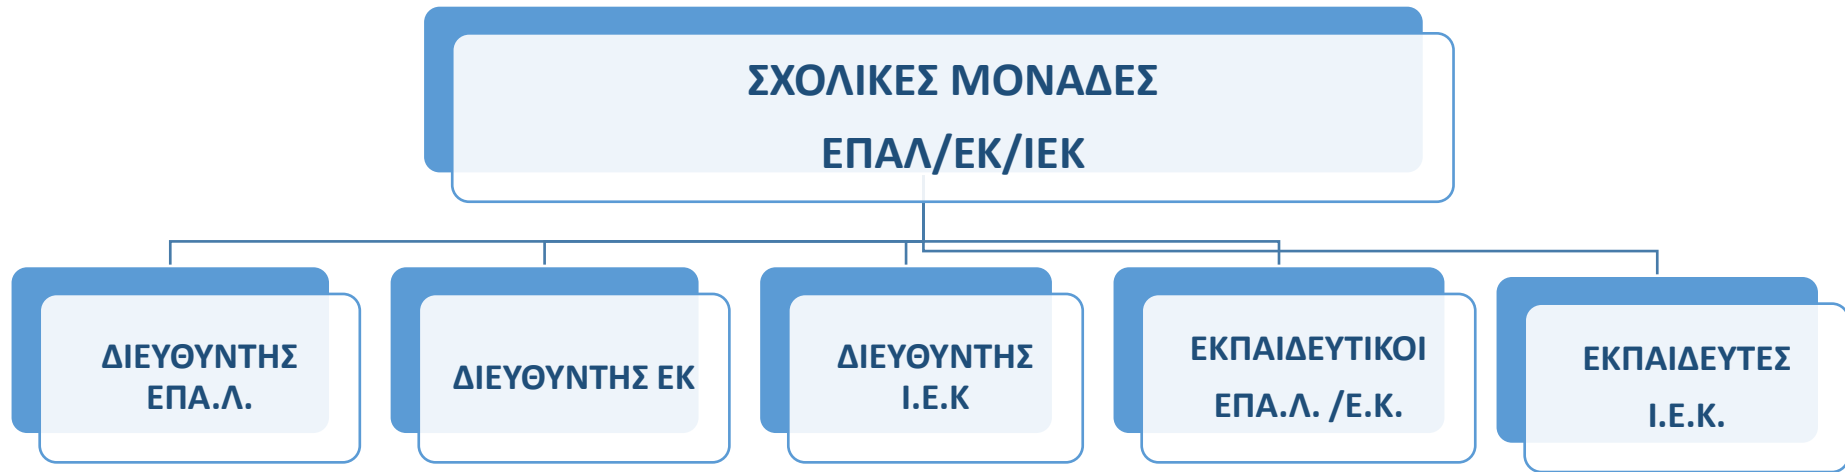 ΣΧΟΛΙΚΕΣ ΜΟΝΑΔΕΣ
ΕΠΑΛ/ΕΚ/ΙΕΚ
ΔΙΕΥΘΥΝΤΗΣ
ΕΠΑ.Λ.
ΔΙΕΥΘΥΝΤΗΣ ΕΚ
ΔΙΕΥΘΥΝΤΗΣ
Ι.Ε.Κ
ΕΚΠΑΙΔΕΥΤΙΚΟΙ
ΕΠΑ.Λ. /Ε.Κ.
ΕΚΠΑΙΔΕΥΤΕΣ
Ι.Ε.Κ.